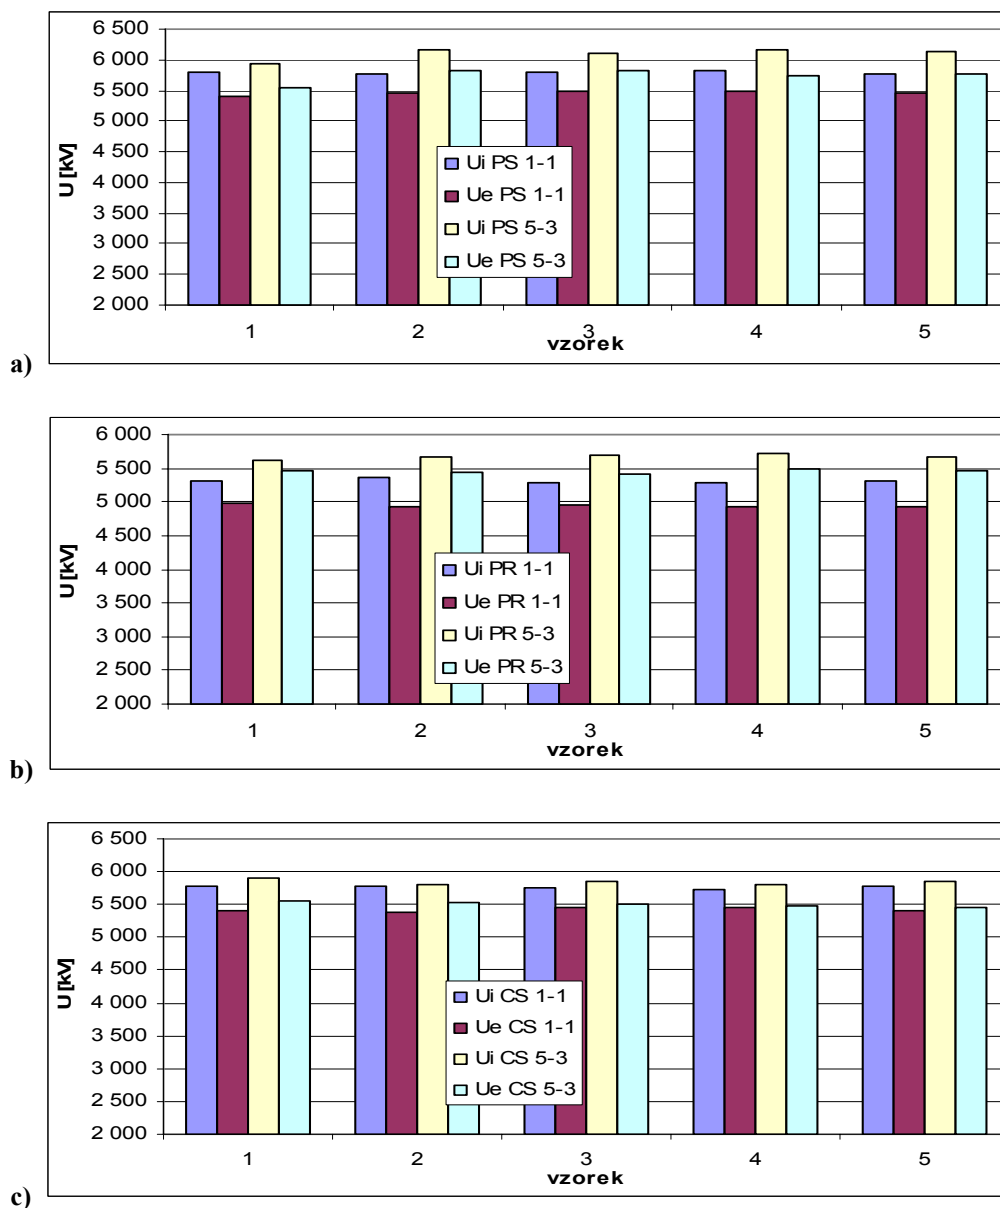 6 500
6 000
5 500
5 000
4 500
4 000
3 500
3 000
2 500
2 000
U [kV]
Ui PS 1-1
Ue PS 1-1
Ui PS 5-3
Ue PS 5-3
1 2 3 4 5
vzorek
a)
6 000
5 500
5 000
4 500
4 000
3 500
3 000
2 500
2 000
U [kV]
Ui PR 1-1
Ue PR 1-1
Ui PR 5-3
Ue PR 5-3
1 2 3 4 5
vzorek
b)
6 500
6 000
5 500
5 000
4 500
4 000
3 500
3 000
2 500
2 000
U [kV]
Ui CS 1-1
Ue CS 1-1
Ui CS 5-3
Ue CS 5-3
1 2 3 4 5
vzorek
c)